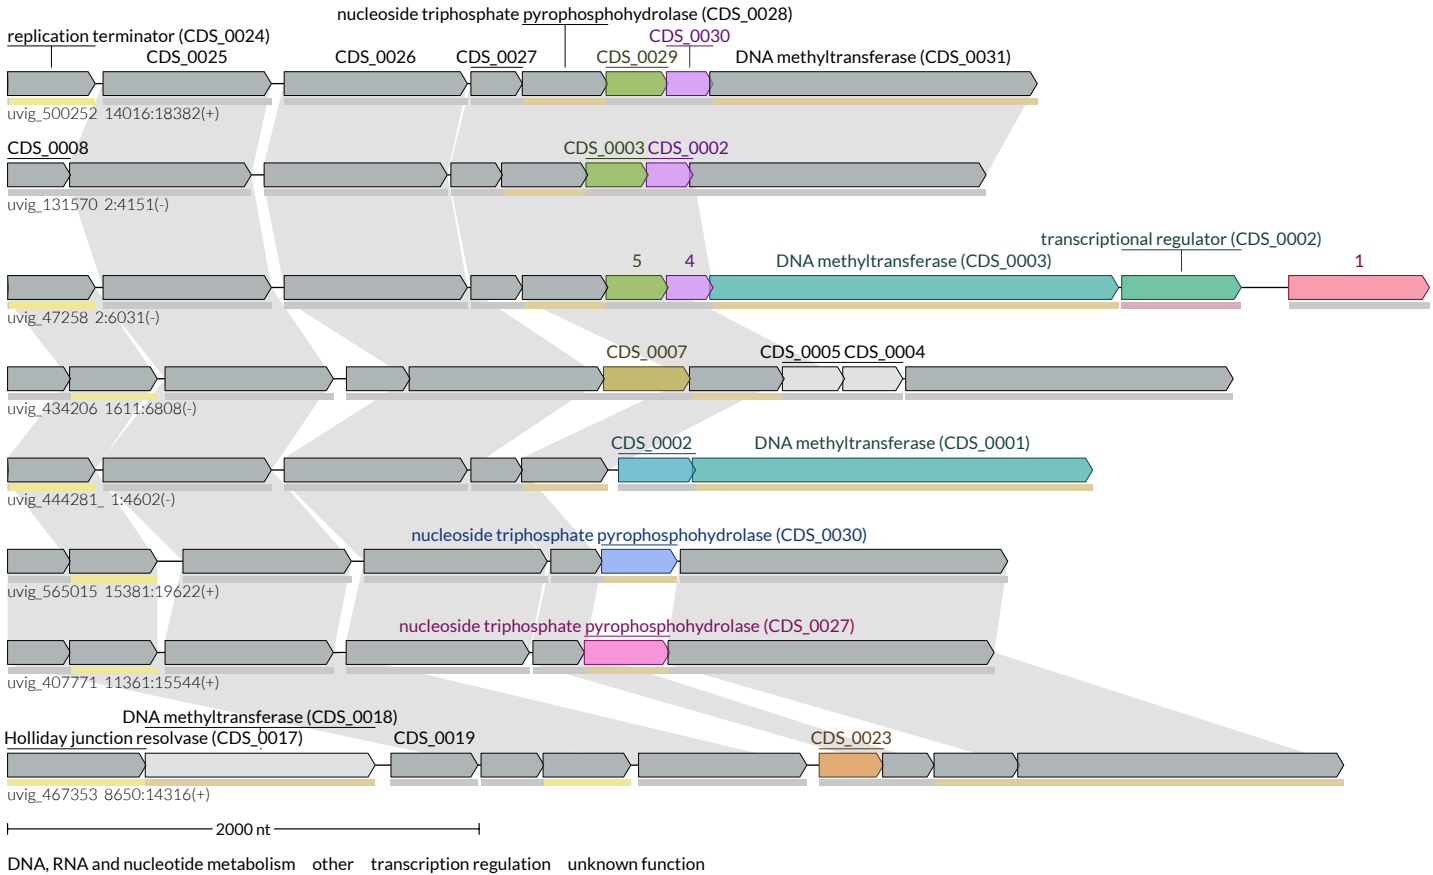 nucleoside triphosphate pyrophosphohydrolase (CDS_0028)
replication terminator (CDS_0024) CDS_0030
CDS_0025 CDS_0026 CDS_0027 CDS_0029 DNA methyltransferase (CDS_0031)
uvig_500252 14016:18382(+)
CDS_0008 CDS_0003 CDS_0002
uvig_131570 2:4151(-)
transcriptional regulator (CDS_0002)
5 4 DNA methyltransferase (CDS_0003) 1
uvig_47258 2:6031(-)
CDS_0007 CDS_0005 CDS_0004
uvig_434206 1611:6808(-)
CDS_0002 DNA methyltransferase (CDS_0001)
uvig_444281_ 1:4602(-)
nucleoside triphosphate pyrophosphohydrolase (CDS_0030)
uvig_565015 15381:19622(+)
nucleoside triphosphate pyrophosphohydrolase (CDS_0027)
uvig_407771 11361:15544(+)
DNA methyltransferase (CDS_0018)
Holliday junction resolvase (CDS_0017) CDS_0019 CDS_0023
uvig_467353 8650:14316(+)
2000 nt
DNA, RNA and nucleotide metabolism other transcription regulation unknown function